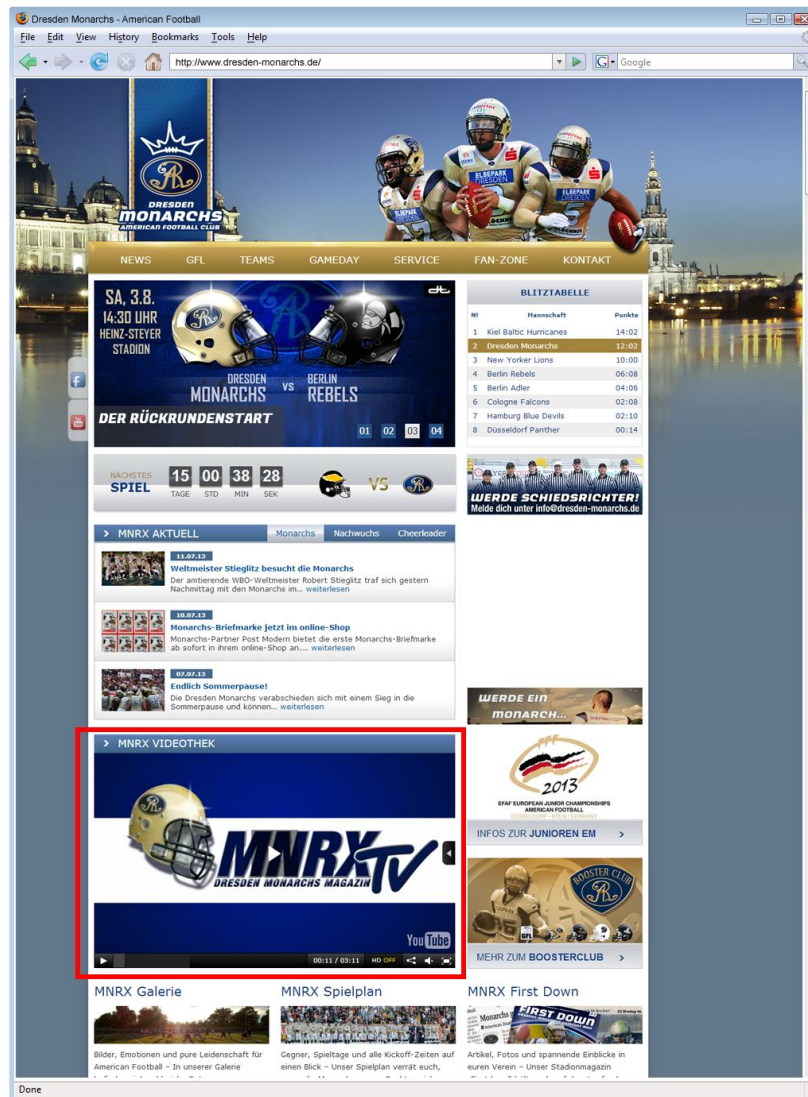 Dresden Monarchs - American Football
File Edit View History Bookmarks Tools Help
http://www.dresden-monarchs.de/
G Google
DRESDEN
MONARCHS
AMERICAN FOOTBALL CLUB
ELBEPARK
DRESDEN
NEWS GFL TEAMS GAMEDAY SERVICE FAN-ZONE KONTAKT
SA, 3.8.
14:30 UHR
HEINZ-STEYER
STADION
DRESDEN
MONARCHS
VS
BERLIN
REBELS
DER RÜCKRUNDENSTART
01 02 03 04
BLITZTABELLE
N° Mannschaft Punkte
1 Kiel Baltic Hurricanes 14:02
2 Dresden Monarchs 12:02
3 New Yorker Lions 10:00
4 Berlin Rebels 06:08
5 Berlin Adler 04:06
6 Cologne Falcons 02:08
7 Hamburg Blue Devils 02:10
8 Düsseldorf Panther 00:14
NÄCHSTES
SPIEL
15 00 38 28
TAGE STD MIN SEK
VS
WERDE SCHIEDSRICHTER!
Melde dich unter info@dresden-monarchs.de
MNRX AKTUELL Monarchs Nachwuchs Cheerleader
11.07.13
Weltmeister Stieglitz besucht die Monarchs
Der amtierende WBO-Weltmeister Robert Stieglitz traf sich gestern
Nachmittag mit den Monarchs im... weiterlesen
10.07.13
Monarchs-Briefmarke jetzt im online-Shop
Monarchs-Partner Post Modern bietet die erste Monarchs-Briefmarke
ab sofort in ihrem online-Shop an.... weiterlesen
07.07.13
Endlich Sommerpause!
Die Dresden Monarchs verabschieden sich mit einem Sieg in die
Sommerpause und können... weiterlesen
WERDE EIN
MONARCH...
MNRX VIDEOTHEK
MNRX TV
DRESDEN MONARCHS MAGAZIN
YouTube
00:11 / 03:11 HD OFF
2013
EFAF EUROPEAN JUNIOR CHAMPIONSHIPS
AMERICAN FOOTBALL
DÜSSELDORF - KÖLN / GERMANY
INFOS ZUR JUNIOREN EM
BOOSTER CLUB
GFL
MEHR ZUM BOOSTERCLUB
MNRX Galerie
Bilder, Emotionen und pure Leidenschaft für
American Football – In unserer Galerie
MNRX Spielplan
Gegner, Spieltage und alle Kickoff-Zeiten auf
einen Blick – Unser Spielplan verrät euch,
MNRX First Down
Monarchs
FIRST DOWN
Artikel, Fotos und spannende Einblicke in
euren Verein – Unser Stadionmagazin
Done